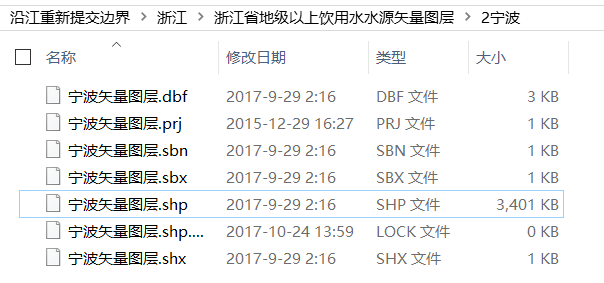 沿江重新提交边界 > 浙江 > 浙江省地级以上饮用水水源矢量图层 > 2宁波
名称 修改日期 类型 大小
宁波矢量图层.dbf 2017-9-29 2:16 DBF 文件 3 KB
宁波矢量图层.prj 2015-12-29 16:27 PRJ 文件 1 KB
宁波矢量图层.sbn 2017-9-29 2:16 SBN 文件 1 KB
宁波矢量图层.sbx 2017-9-29 2:16 SBX 文件 1 KB
宁波矢量图层.shp 2017-9-29 2:16 SHP 文件 3,401 KB
宁波矢量图层.shp.... 2017-10-24 13:59 LOCK 文件 0 KB
宁波矢量图层.shx 2017-9-29 2:16 SHX 文件 1 KB